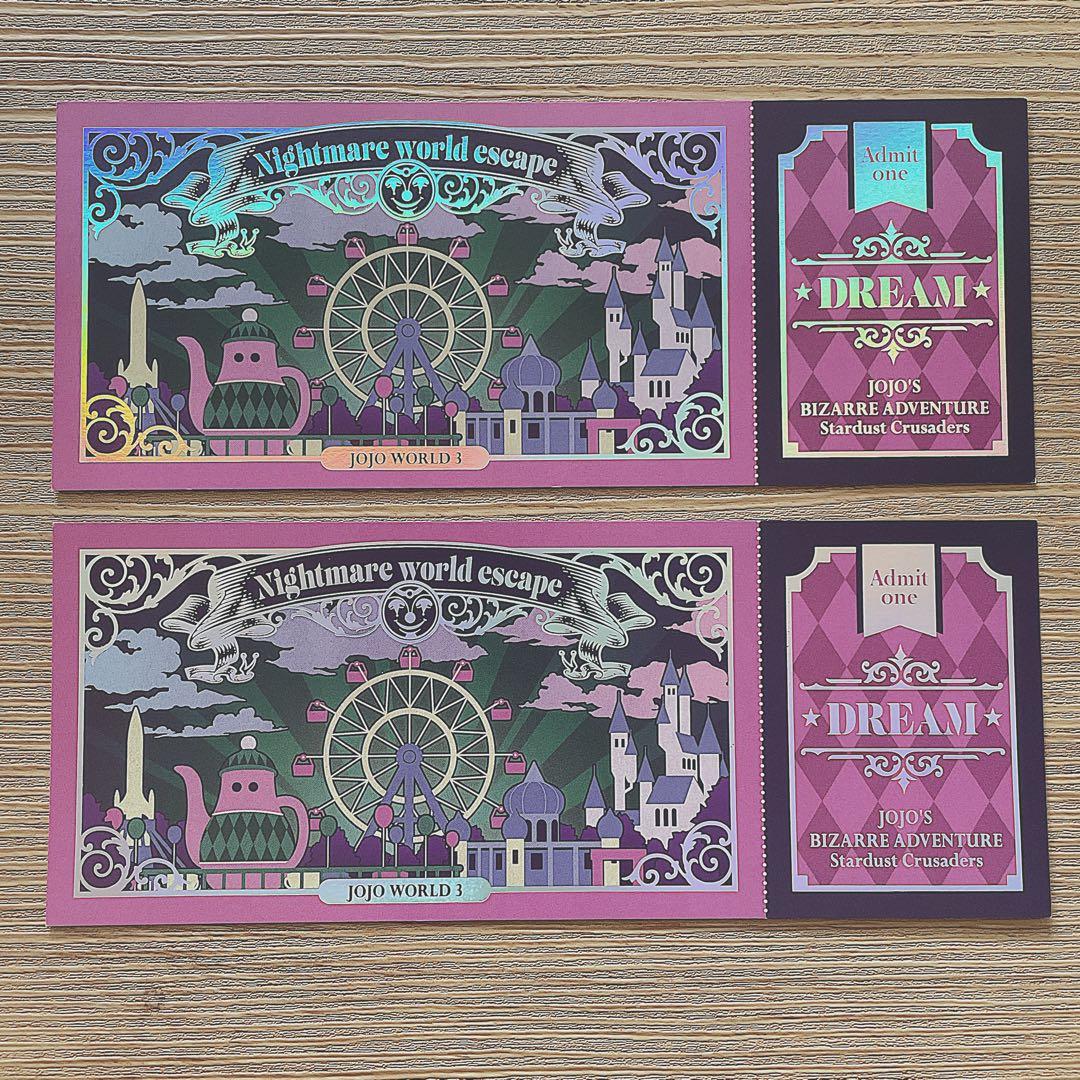 Nightmare world escape
JOJO WORLD 3
Admit
one
DREAM
JOJO'S
BIZARRE ADVENTURE
Stardust Crusaders
Nightmare world escape
JOJO WORLD 3
Admit
one
DREAM
JOJO'S
BIZARRE ADVENTURE
Stardust Crusaders